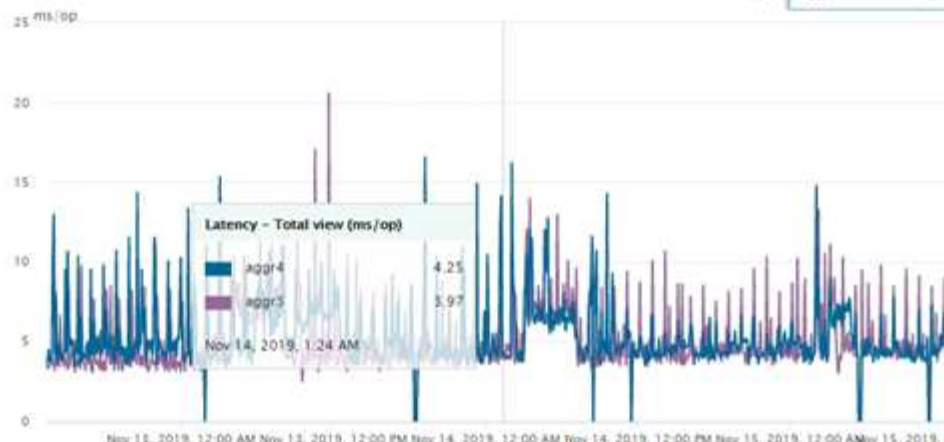 ms/op
25
20
15
10
5
0
Latency – Total view (ms/op)
aggr4 4.25
aggr3 3.97
Nov 14, 2019, 1:24 AM
Nov 13, 2019, 12:00 AM Nov 13, 2019, 12:00 PM Nov 14, 2019, 12:00 AM Nov 14, 2019, 12:00 PM Nov 15, 2019, 12:00 AM Nov 15, 2019,